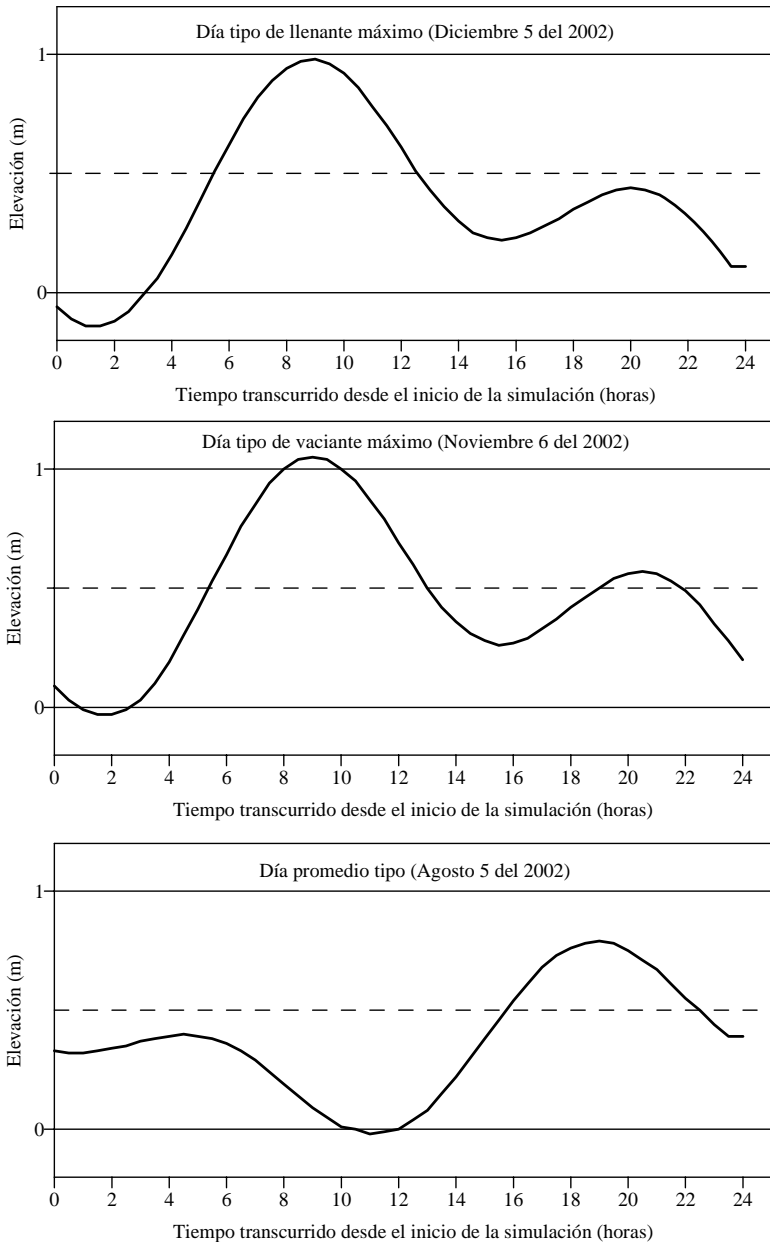 Día tipo de llenante máximo (Diciembre 5 del 2002)
1
Elevación (m)
0
0 2 4 6 8 10 12 14 16 18 20 22 24
Tiempo transcurrido desde el inicio de la simulación (horas)
Día tipo de vaciante máximo (Noviembre 6 del 2002)
1
Elevación (m)
0
0 2 4 6 8 10 12 14 16 18 20 22 24
Tiempo transcurrido desde el inicio de la simulación (horas)
Día promedio tipo (Agosto 5 del 2002)
1
Elevación (m)
0
0 2 4 6 8 10 12 14 16 18 20 22 24
Tiempo transcurrido desde el inicio de la simulación (horas)